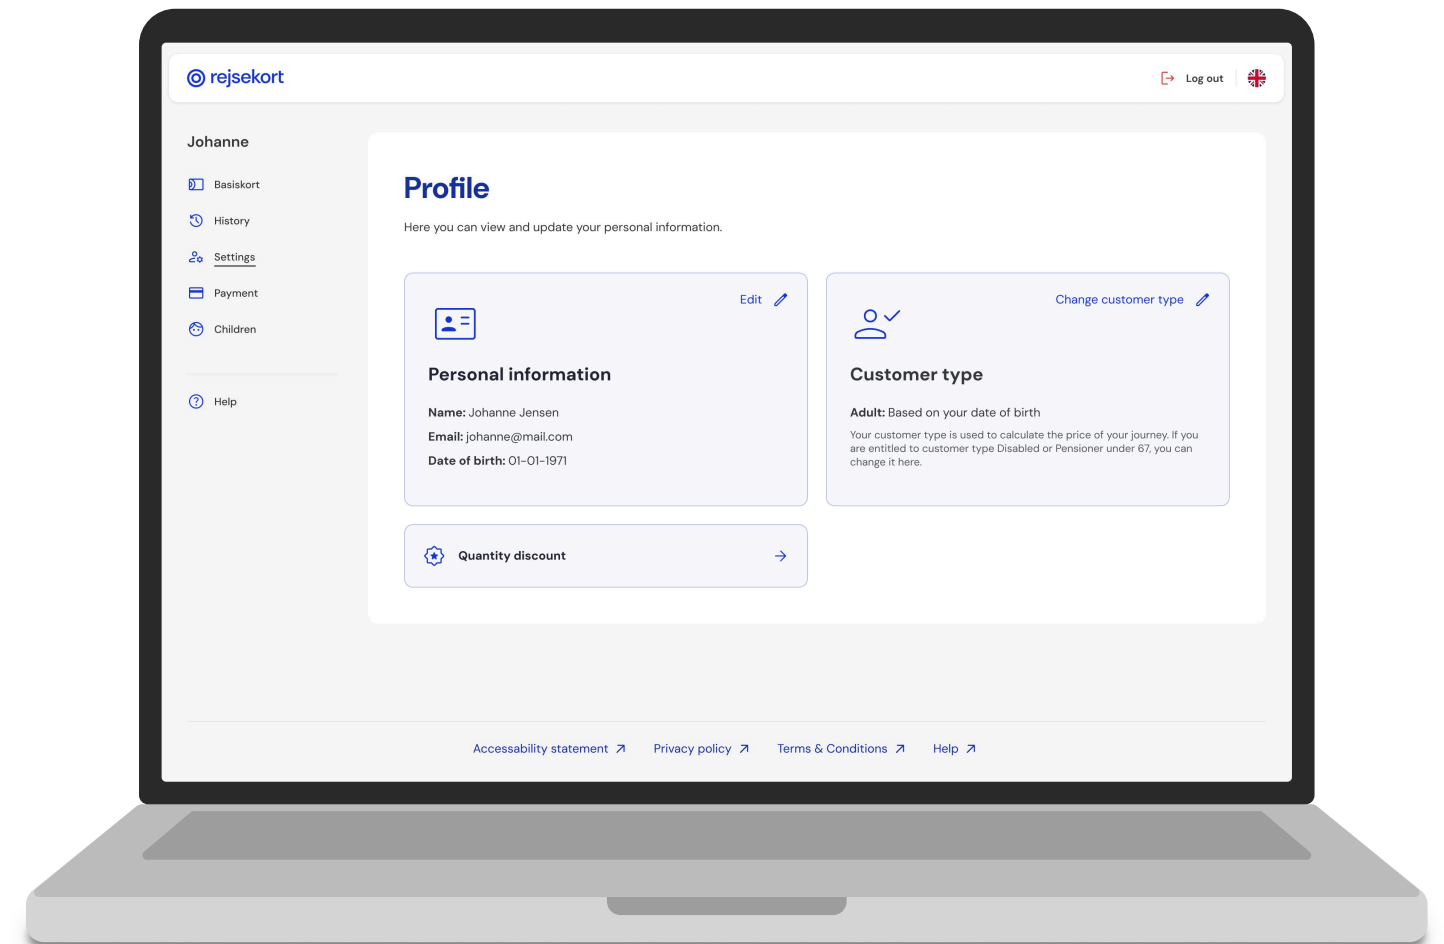 rejsekort
Log out
Johanne
Basiskort
History
Settings
Payment
Children
Help
Profile
Here you can view and update your personal information.
Edit
Personal information
Name: Johanne Jensen
Email: johanne@mail.com
Date of birth: 01-01-1971
Change customer type
Customer type
Adult: Based on your date of birth
Your customer type is used to calculate the price of your journey. If you
are entitled to customer type Disabled or Pensioner under 67, you can
change it here.
Quantity discount
Accessability statement
Privacy policy
Terms & Conditions
Help